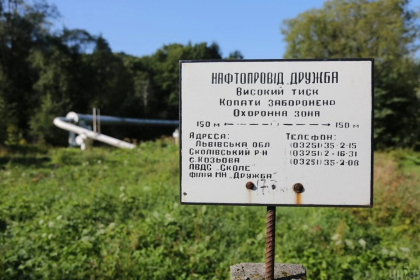 НАФТОПРОВІД ДРУЖБА
ВИСОКИЙ ТИСК
КОПАТИ ЗАБОРОНЕНО
ОХОРОННА ЗОНА
150 М 150 М
АДРЕСА: ТЕЛЕФОН:
ЛЬВІВСЬКА ОБЛ (03251) 35-2-15
СКОЛІВСЬКИЙ Р-Н (03251) 2-16-31
С. КОЗЬОВА (03251) 35-2-08
ЛВДС "СКОЛЕ"
ФІЛІЯ МН "ДРУЖБА"